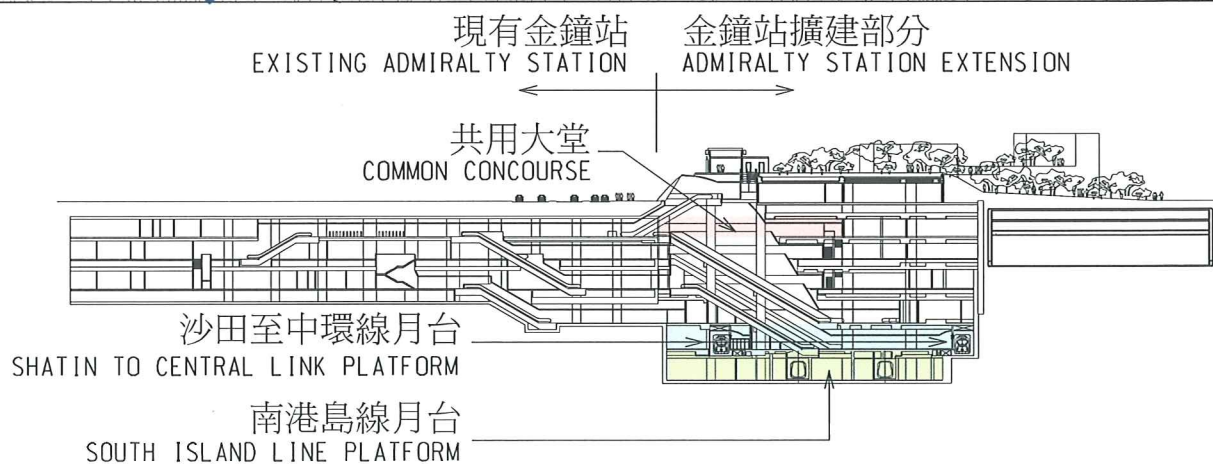 現有金鐘站
EXISTING ADMIRALTY STATION
金鐘站擴建部分
ADMIRALTY STATION EXTENSION
共用大堂
COMMON CONCOURSE
沙田至中環線月台
SHATIN TO CENTRAL LINK PLATFORM
南港島線月台
SOUTH ISLAND LINE PLATFORM